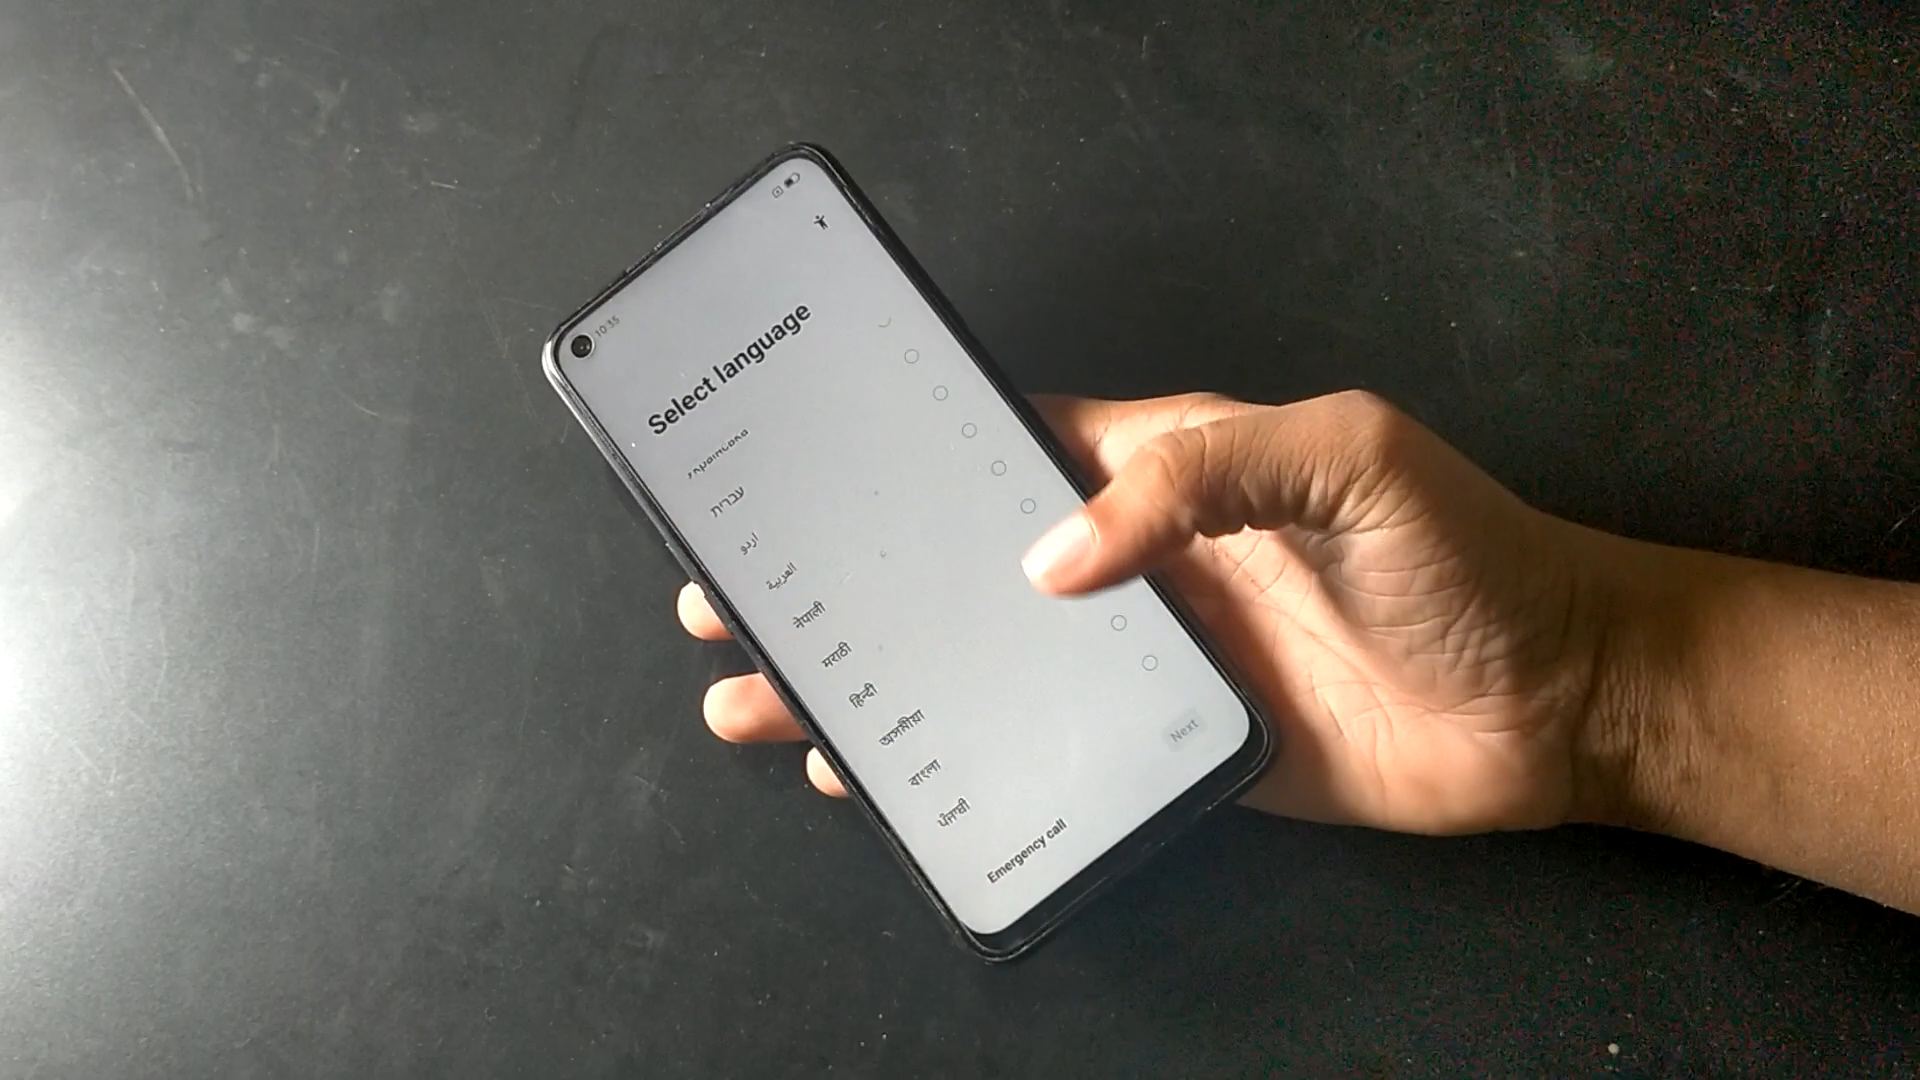 10:35
Select language
עברית
اردو
العربية
नेपाली
मराठी
हिन्दी
অসমীয়া
বাংলা
ਪੰਜਾਬੀ
Next
Emergency call